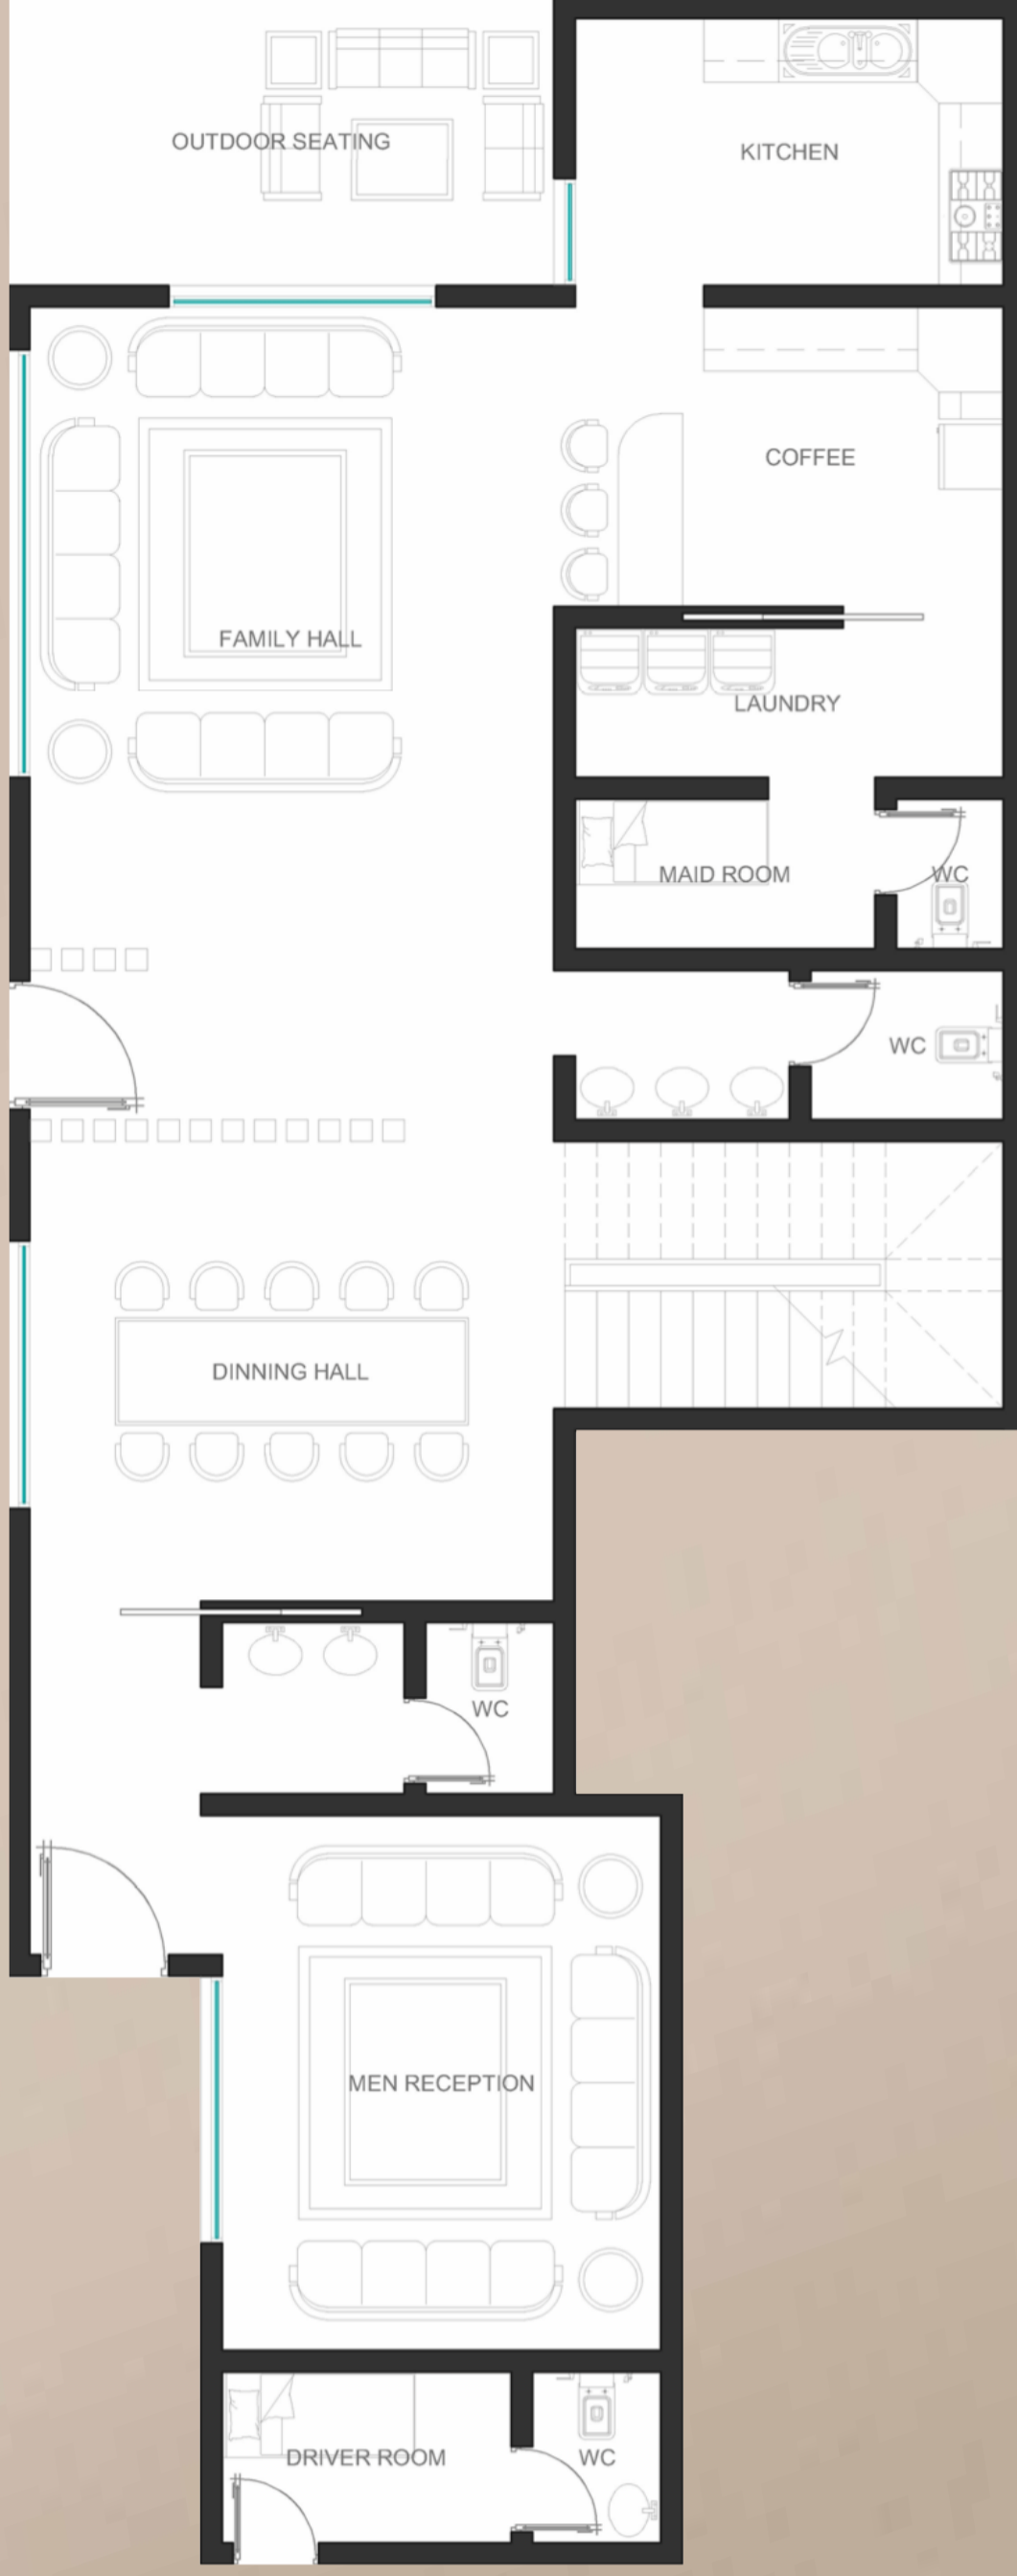 OUTDOOR SEATING
KITCHEN
COFFEE
FAMILY HALL
LAUNDRY
MAID ROOM
WC
WC
DINNING HALL
WC
MEN RECEPTION
DRIVER ROOM
WC